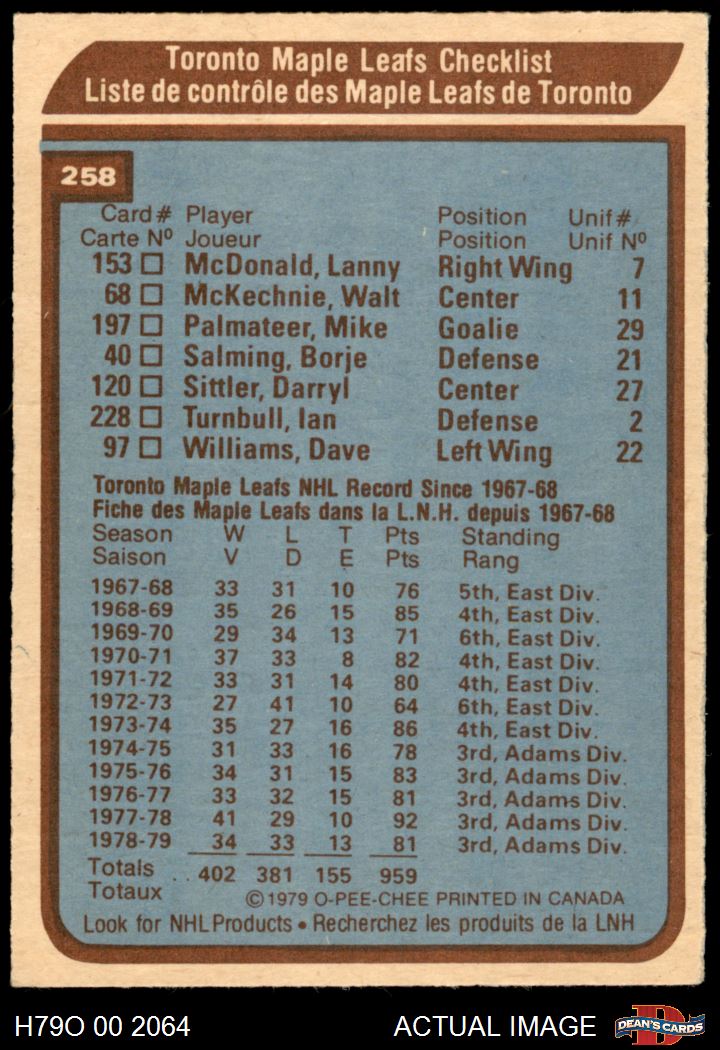 Toronto Maple Leafs Checklist
Liste de contrôle des Maple Leafs de Toronto
258
Card # Player Position Unif #
Carte Nº Joueur Position Unif Nº
153 McDonald, Lanny Right Wing 7
68 McKechnie, Walt Center 11
197 Palmateer, Mike Goalie 29
40 Salming, Borje Defense 21
120 Sittler, Darryl Center 27
228 Turnbull, Ian Defense 2
97 Williams, Dave Left Wing 22
Toronto Maple Leafs NHL Record Since 1967-68
Fiche des Maple Leafs dans la L.N.H. depuis 1967-68
Season W L T Pts Standing
Saison V D E Pts Rang
1967-68 33 31 10 76 5th, East Div.
1968-69 35 26 15 85 4th, East Div.
1969-70 29 34 13 71 6th, East Div.
1970-71 37 33 8 82 4th, East Div.
1971-72 33 31 14 80 4th, East Div.
1972-73 27 41 10 64 6th, East Div.
1973-74 35 27 16 86 4th, East Div.
1974-75 31 33 16 78 3rd, Adams Div.
1975-76 34 31 15 83 3rd, Adams Div.
1976-77 33 32 15 81 3rd, Adams Div.
1977-78 41 29 10 92 3rd, Adams Div.
1978-79 34 33 13 81 3rd, Adams Div.
Totals . . 402 381 155 959
Totaux
©1979 O-PEE-CHEE PRINTED IN CANADA
Look for NHL Products • Recherchez les produits de la LNH
H79O 00 2064 ACTUAL IMAGE DEAN'S CARDS